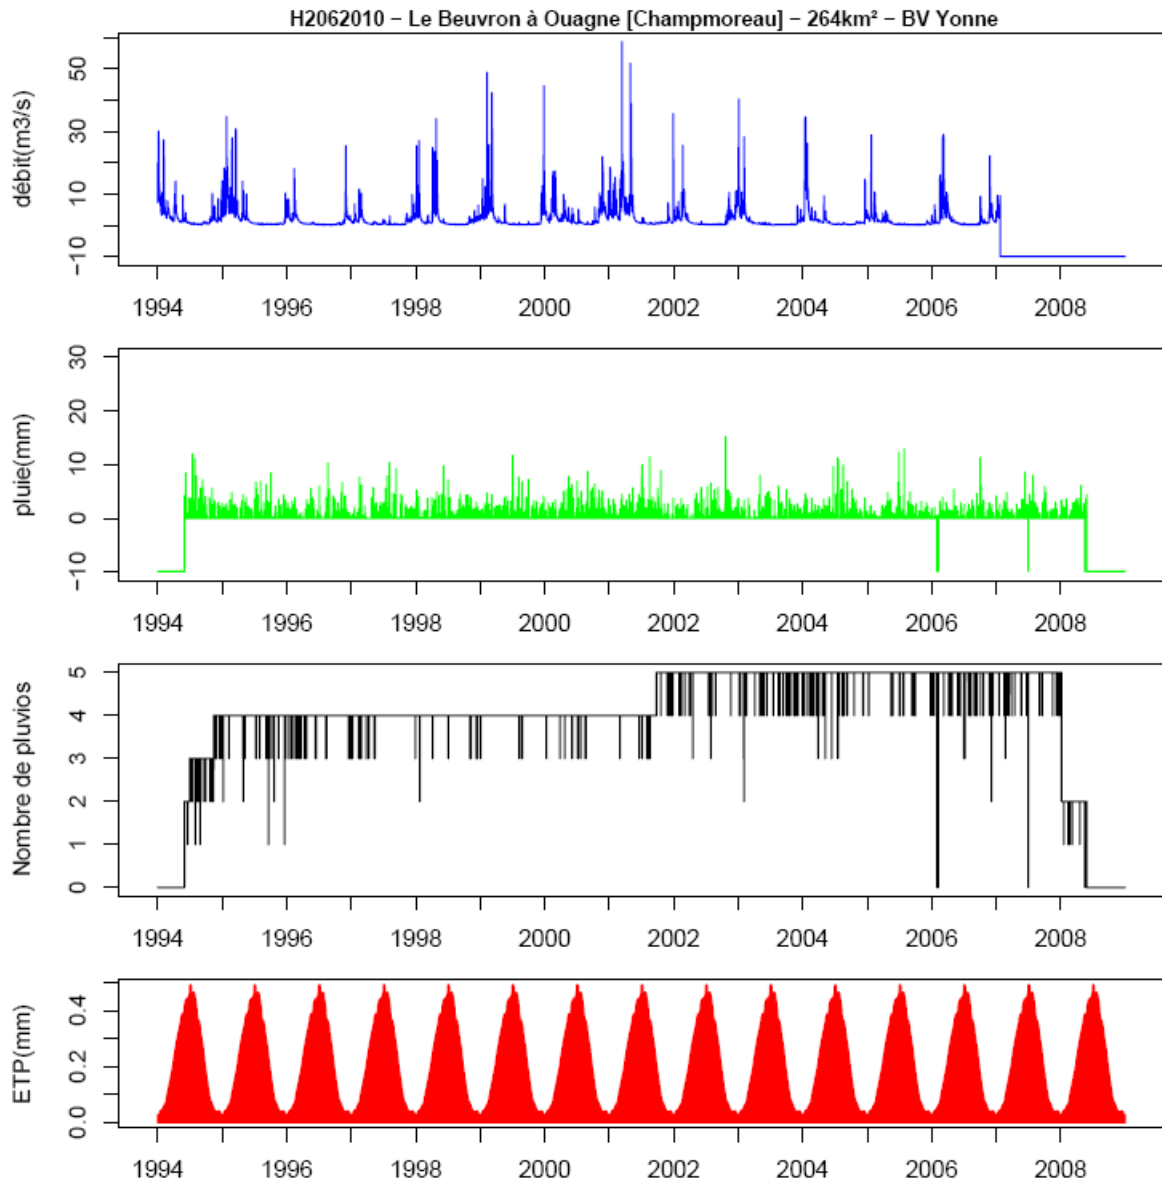 H2062010 − Le Beuvron à Ouagne [Champmoreau] − 264km² − BV Yonne
débit(m3/s)
50
30
10
−10
1994 1996 1998 2000 2002 2004 2006 2008
pluie(mm)
30
20
10
0
−10
1994 1996 1998 2000 2002 2004 2006 2008
Nombre de pluvios
5
4
3
2
1
0
1994 1996 1998 2000 2002 2004 2006 2008
ETP(mm)
0.4
0.2
0.0
1994 1996 1998 2000 2002 2004 2006 2008